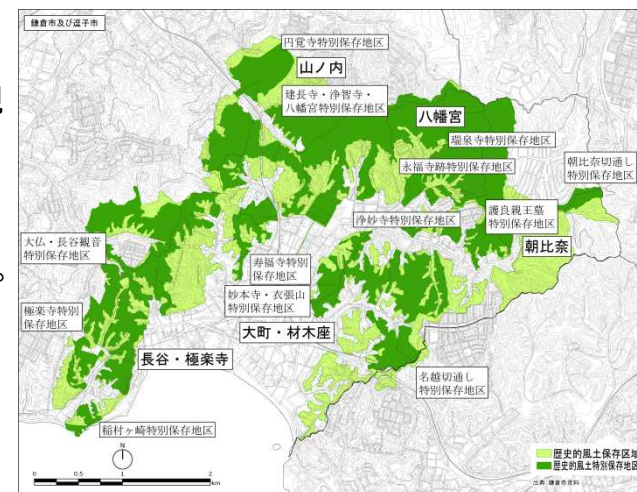 鎌倉市及び逗子市
円覚寺特別保存地区
山ノ内
建長寺・浄智寺・
八幡宮特別保存地区
八幡宮
瑞泉寺特別保存地区
永福寺跡特別保存地区
朝比奈切通し
特別保存地区
浄妙寺特別保存地区
護良親王墓
特別保存地区
朝比奈
大仏・長谷観音
特別保存地区
。
寿福寺特別
保存地区
妙本寺・衣張山
特別保存地区
極楽寺特別
保存地区
大町・材木座
長谷・極楽寺
名越切通し
特別保存地区
稲村ヶ崎特別保存地区
N
0 0.5 1 2
km
歴史的風土保存区域
歴史的風土特別保存地区
出典：鎌倉市資料